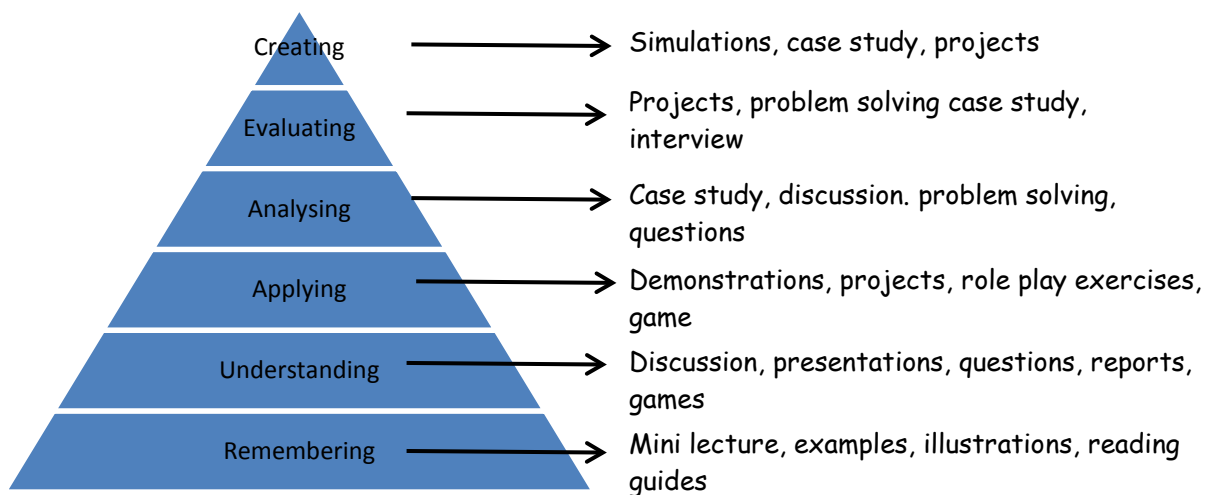 Creating
Simulations, case study, projects
Evaluating
Projects, problem solving case study,
interview
Analysing
Case study, discussion. problem solving,
questions
Applying
Demonstrations, projects, role play exercises,
game
Understanding
Discussion, presentations, questions, reports,
games
Remembering
Mini lecture, examples, illustrations, reading
guides